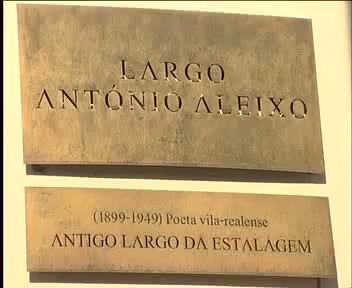 LARGO
ANTÓNIO ALEIXO
(1899-1949) Poeta vila-realense
ANTIGO LARGO DA ESTALAGEM